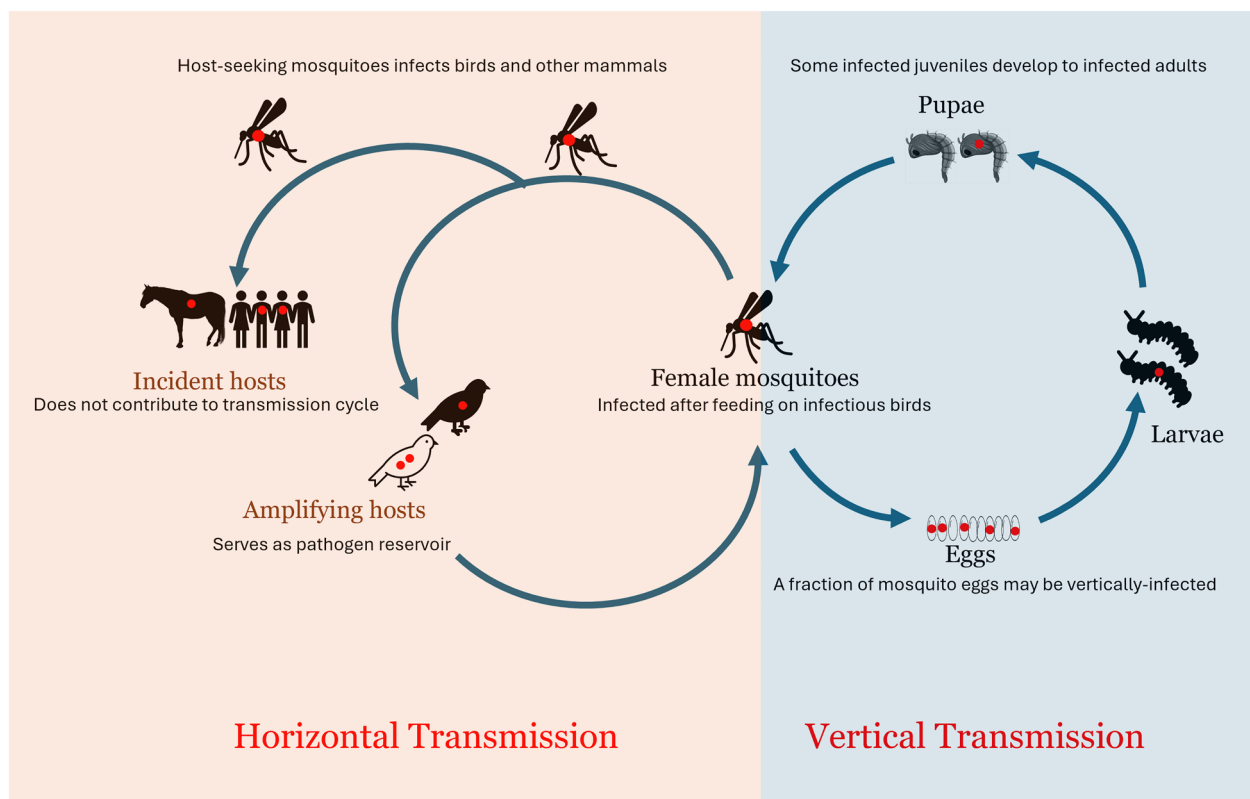 Host-seeking mosquitoes infects birds and other mammals
Some infected juveniles develop to infected adults
Pupae
Incident hosts
Does not contribute to transmission cycle
Female mosquitoes
Infected after feeding on infectious birds
Larvae
Amplifying hosts
Serves as pathogen reservoir
Eggs
A fraction of mosquito eggs may be vertically-infected
Horizontal Transmission
Vertical Transmission